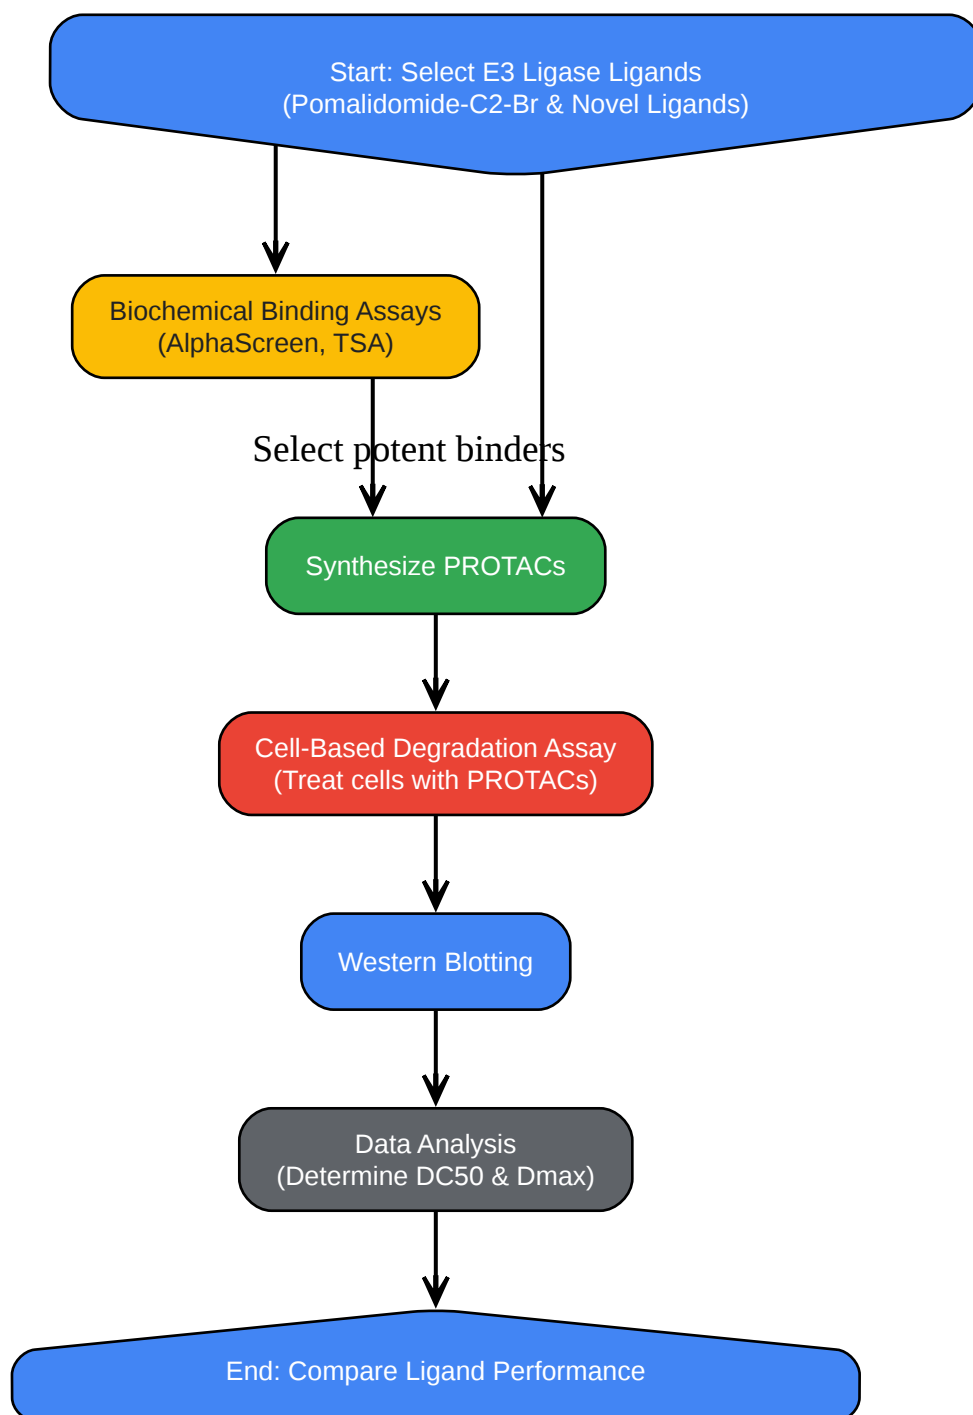 Start: Select E3 Ligase Ligands
(Pomalidomide-C2-Br & Novel Ligands)
Biochemical Binding Assays
(AlphaScreen, TSA)
Select potent binders
Synthesize PROTACs
Cell-Based Degradation Assay
(Treat cells with PROTACs)
Western Blotting
Data Analysis
(Determine DC50 & Dmax)
End: Compare Ligand Performance